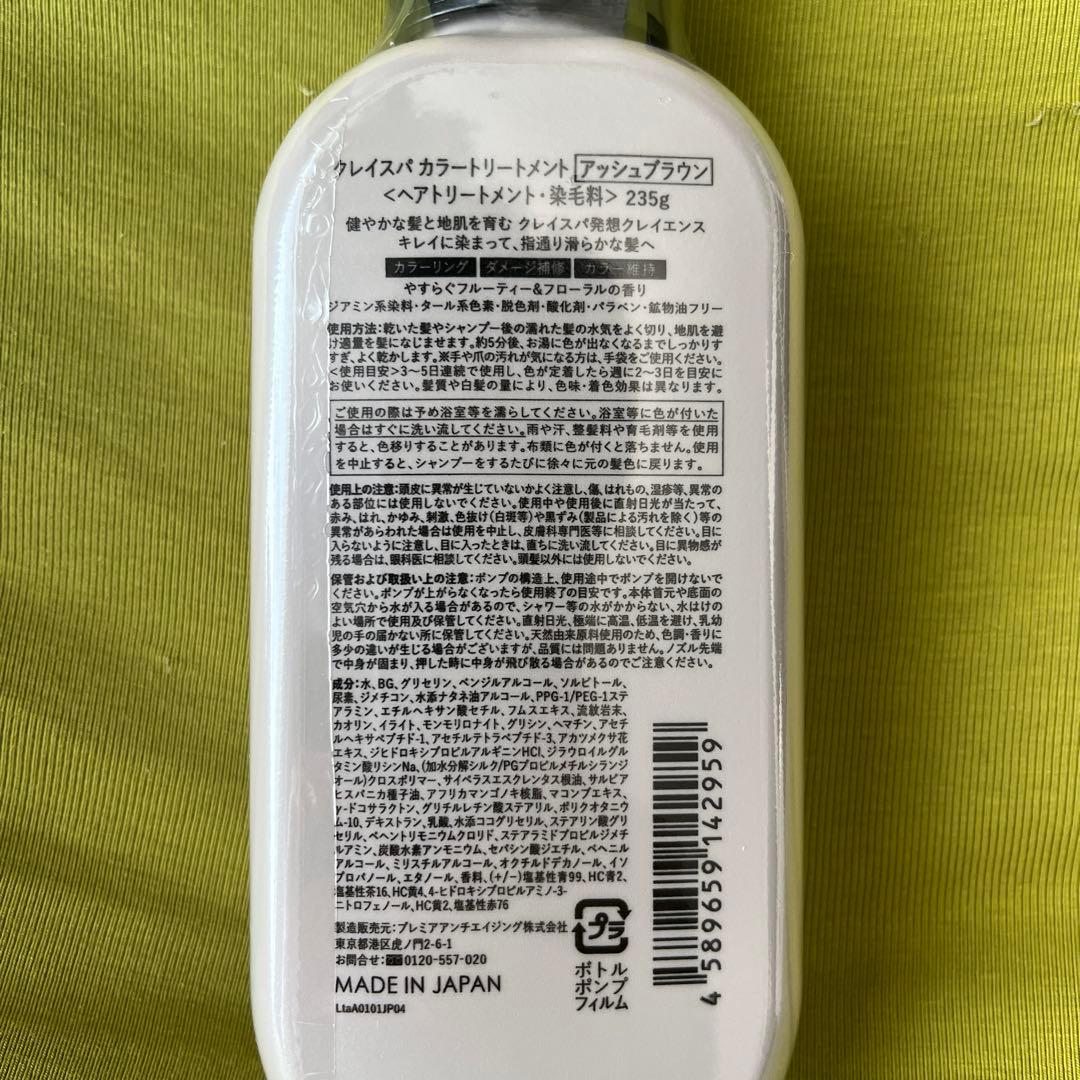 クレイスパ カラートリートメント アッシュブラウン
<ヘアトリートメント・染毛料> 235g
健やかな髪と地肌を育む クレイスパ発想クレイエンス
キレイに染まって、指通り滑らかな髪へ
カラーリング ダメージ補修 カラー維持
やすらぐフルーティー&フローラルの香り
ジアミン系染料・タール系色素・脱色剤・酸化剤・パラベン・鉱物油フリー
使用方法:乾いた髪やシャンプー後の濡れた髪の水気をよく切り、地肌を避
け適量を髪になじませます。約5分後、お湯に色が出なくなるまでしっかりす
すぎ、よく乾かします。※手や爪の汚れが気になる方は、手袋をご使用ください。
<使用目安>3〜5日連続で使用し、色が定着したら週に2〜3日を目安に
お使いください。髪質や白髪の量により、色味・着色効果は異なります。
ご使用の際は予め浴室等を濡らしてください。浴室等に色が付いた
場合はすぐに洗い流してください。雨や汗、整髪料や育毛剤等を使用
すると、色移りすることがあります。布類に色が付くと落ちません。使用
を中止すると、シャンプーをするたびに徐々に元の髪色に戻ります。
使用上の注意:頭皮に異常が生じていないかよく注意し、傷、はれもの、湿疹等、異常の
ある部位には使用しないでください。使用中や使用後に直射日光が当たって、
赤み、はれ、かゆみ、刺激、色抜け(白斑等)や黒ずみ(製品による汚れを除く)等の
異常があらわれた場合は使用を中止し、皮膚科専門医等に相談してください。目に
入らないように注意し、目に入ったときは、直ちに洗い流してください。目に異物感が
残る場合は、眼科医に相談してください。頭髪以外には使用しないでください。
保管および取扱い上の注意:ポンプの構造上、使用途中でポンプを開けないで
ください。ポンプが上がらなくなったら使用終了の目安です。本体首元や底面の
空気穴から水が入る場合があるので、シャワー等の水がかからない、水はけの
よい場所で使用及び保管してください。直射日光、極端に高温、低温を避け、乳幼
児の手の届かない所に保管してください。天然由来原料使用のため、色調・香りに
多少の違いが生じる場合がございますが、品質には問題ありません。ノズル先端
で中身が固まり、押した時に中身が飛び散る場合があるのでご注意ください。
成分:水、BG、グリセリン、ベンジルアルコール、ソルビトール、
尿素、ジメチコン、水添ナタネ油アルコール、PPG-1/PEG-1ステ
アラミン、エチルヘキサン酸セチル、フムスエキス、流紋岩末、
カオリン、イライト、モンモリロナイト、グリシン、ヘマチン、アセチ
ルヘキサペプチド-1、アセチルテトラペプチド-3、アカツメクサ花
エキス、ジヒドロキシプロピルアルギニンHCl、ジラウロイルグル
タミン酸リシンNa、(加水分解シルク/PGプロピルメチルシランジ
オール)クロスポリマー、サイペラスエスクレンタス根油、サルビア
ヒスパニカ種子油、アフリカマンゴノキ核脂、マコンブエキス、
γ-ドコサラクトン、グリチルレチン酸ステアリル、ポリクオタニウ
ム-10、デキストラン、乳酸、水添ココグリセリル、ステアリン酸グリ
セリル、ベヘントリモニウムクロリド、ステアラミドプロピルジメチ
ルアミン、炭酸水素アンモニウム、セバシン酸ジエチル、ベヘニル
アルコール、ミリスチルアルコール、オクチルドデカノール、イソ
プロパノール、エタノール、香料、(+/−)塩基性青99、HC青2、
塩基性茶16、HC黄4、4-ヒドロキシプロピルアミノ-3-
ニトロフェノール、HC黄2、塩基性赤76
製造販売元:プレミアアンチエイジング株式会社
東京都港区虎ノ門2-6-1
お問合せ:0120-557-020
MADE IN JAPAN
LtaA0101JP04
プラ
ボトル
ポンプ
フィルム
4 589659 142959